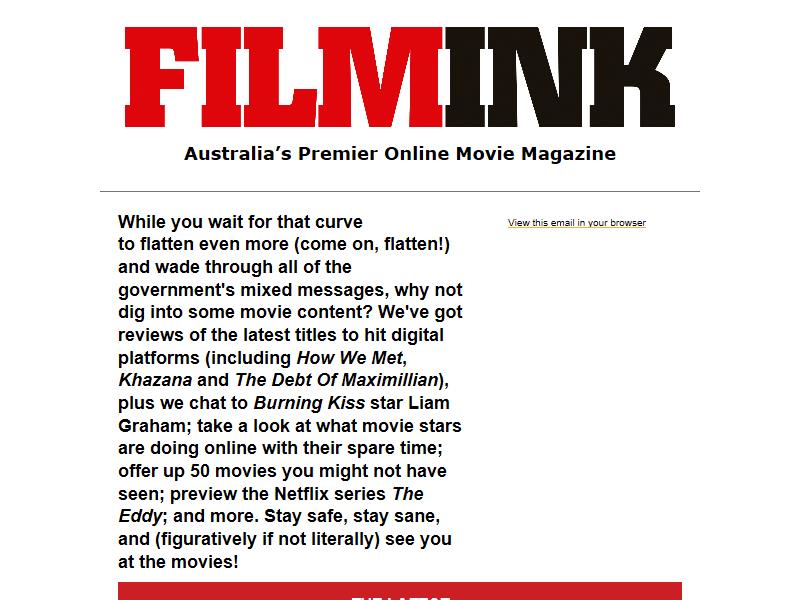 FILMINK
Australia's Premier Online Movie Magazine
While you wait for that curve
to flatten even more (come on, flatten!)
and wade through all of the
government's mixed messages, why not
dig into some movie content? We've got
reviews of the latest titles to hit digital
platforms (including How We Met,
Khazana and The Debt Of Maximillian),
plus we chat to Burning Kiss star Liam
Graham; take a look at what movie stars
are doing online with their spare time;
offer up 50 movies you might not have
seen; preview the Netflix series The
Eddy; and more. Stay safe, stay sane,
and (figuratively if not literally) see you
at the movies!
View this email in your browser
THE LATEST